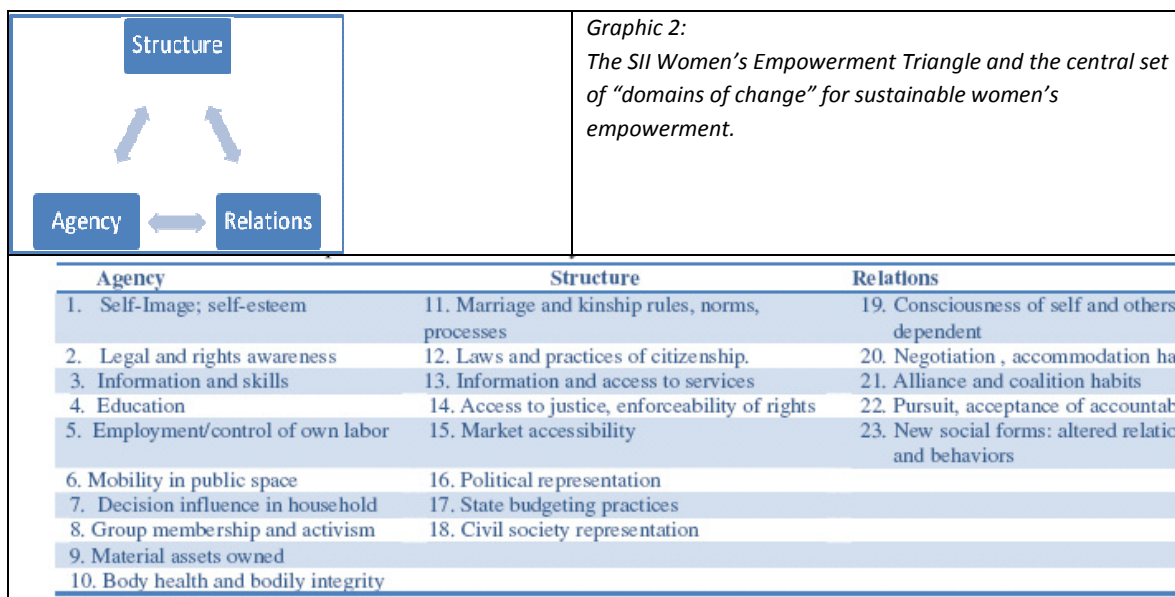 Structure
Agency
Relations
Graphic 2:
The SII Women's Empowerment Triangle and the central set
of "domains of change" for sustainable women's
empowerment.
Agency Structure Relations
1. Self-Image; self-esteem 11. Marriage and kinship rules, norms, 19. Consciousness of self and others
processes dependent
2. Legal and rights awareness 12. Laws and practices of citizenship. 20. Negotiation , accommodation
3. Information and skills 13. Information and access to services 21. Alliance and coalition habits
4. Education 14. Access to justice, enforceability of rights 22. Pursuit, acceptance of
5. Employment/control of own labor 15. Market accessibility 23. New social forms: altered
and behaviors
6. Mobility in public space 16. Political representation
7. Decision influence in household 17. State budgeting practices
8. Group membership and activism 18. Civil society representation
9. Material assets owned
10. Body health and bodily integrity